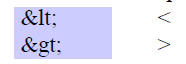 &lt; <
&gt; >